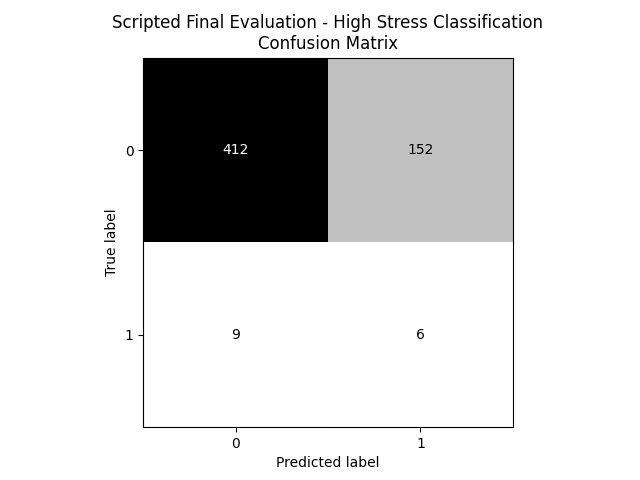 Scripted Final Evaluation - High Stress Classification
Confusion Matrix
True label
0
412
152
1
9
6
0
1
Predicted label